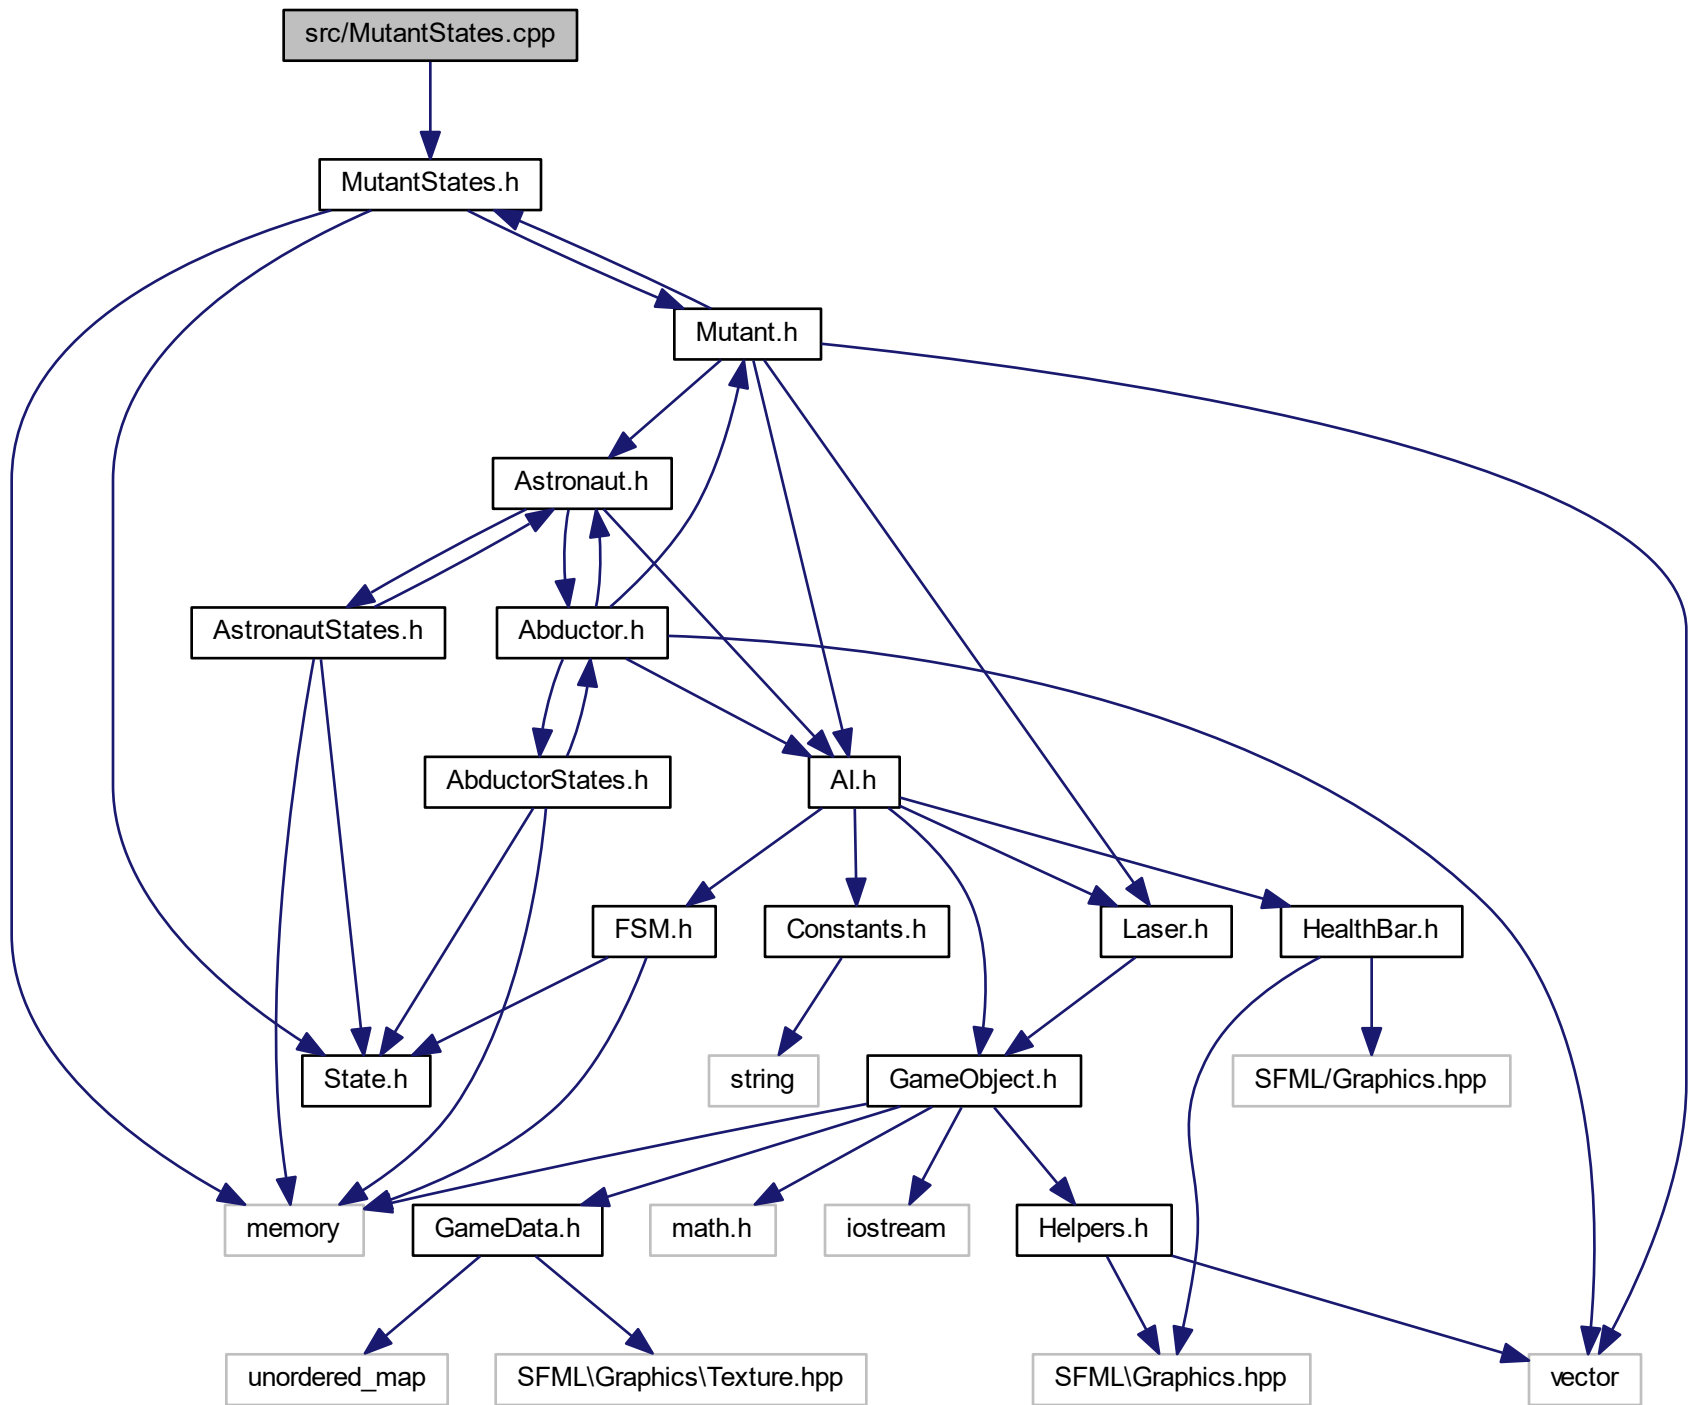 src/MutantStates.cpp
MutantStates.h
Mutant.h
Astronaut.h
AstronautStates.h
Abductor.h
AbductorStates.h
AI.h
FSM.h
Constants.h
Laser.h
HealthBar.h
State.h
string
GameObject.h
SFML/Graphics.hpp
memory
GameData.h
math.h
iostream
Helpers.h
unordered_map
SFML\Graphics\Texture.hpp
SFML\Graphics.hpp
vector